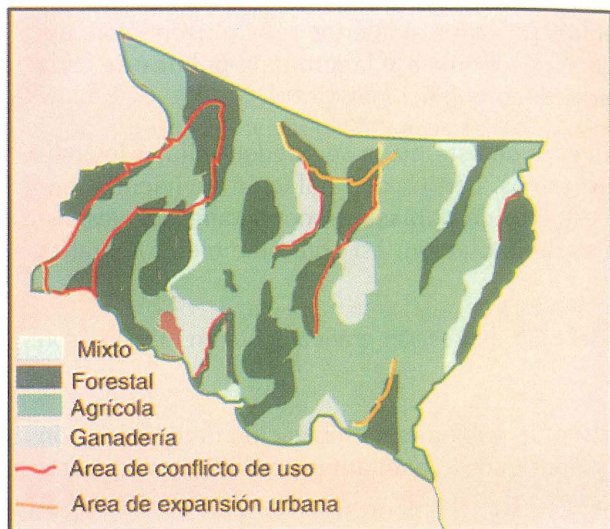 Mixto
Forestal
Agrícola
Ganadería
Area de conflicto de uso
Area de expansión urbana